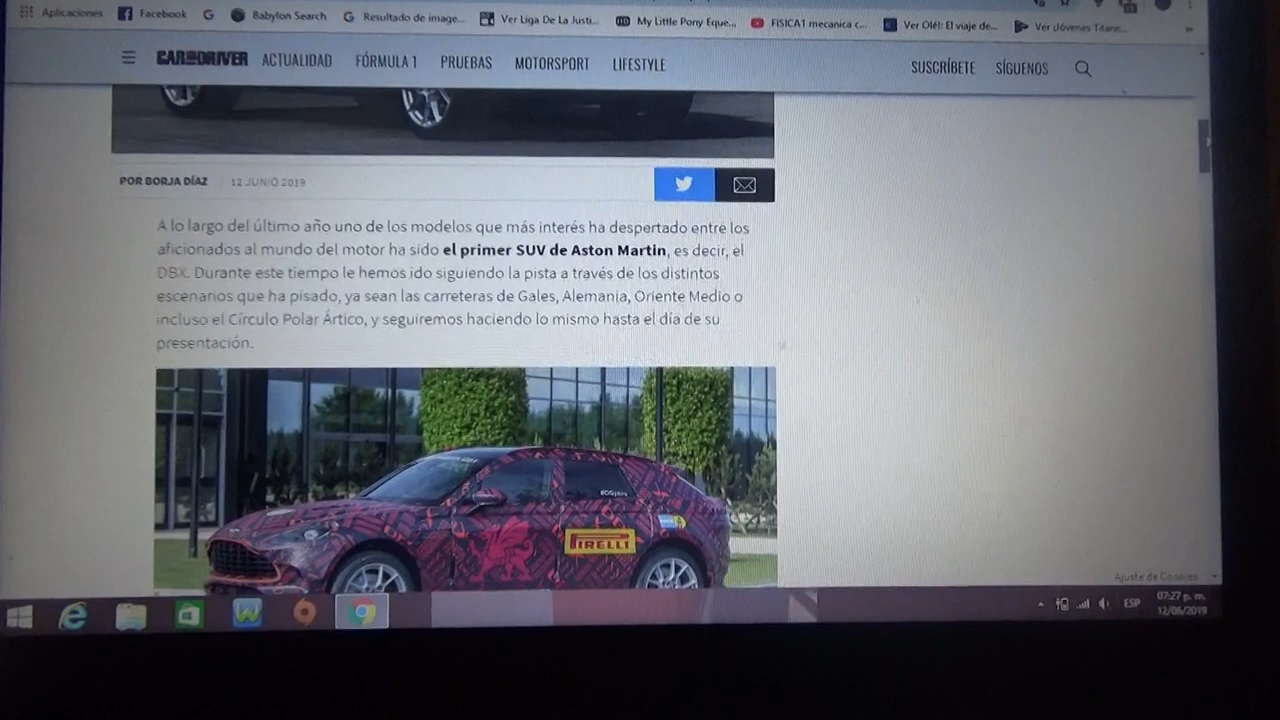 Aplicaciones Facebook Babylon Search Resultado de image... Ver Liga De La Justi... My Little Pony Eque... FISICA1 mecanica c... Ver Olé!: El viaje de... Ver Jóvenes Titane...
CAR AND DRIVER ACTUALIDAD FÓRMULA 1 PRUEBAS MOTORSPORT LIFESTYLE SUSCRÍBETE SÍGUENOS
POR BORJA DÍAZ 12 JUNIO 2019
A lo largo del último año uno de los modelos que más interés ha despertado entre los
aficionados al mundo del motor ha sido el primer SUV de Aston Martin, es decir, el
DBX. Durante este tiempo le hemos ido siguiendo la pista a través de los distintos
escenarios que ha pisado, ya sean las carreteras de Gales, Alemania, Oriente Medio o
incluso el Círculo Polar Ártico, y seguiremos haciendo lo mismo hasta el día de su
presentación.
PIRELLI
Ajuste de Cookies
ESP
07:27 p. m.
12/06/2019